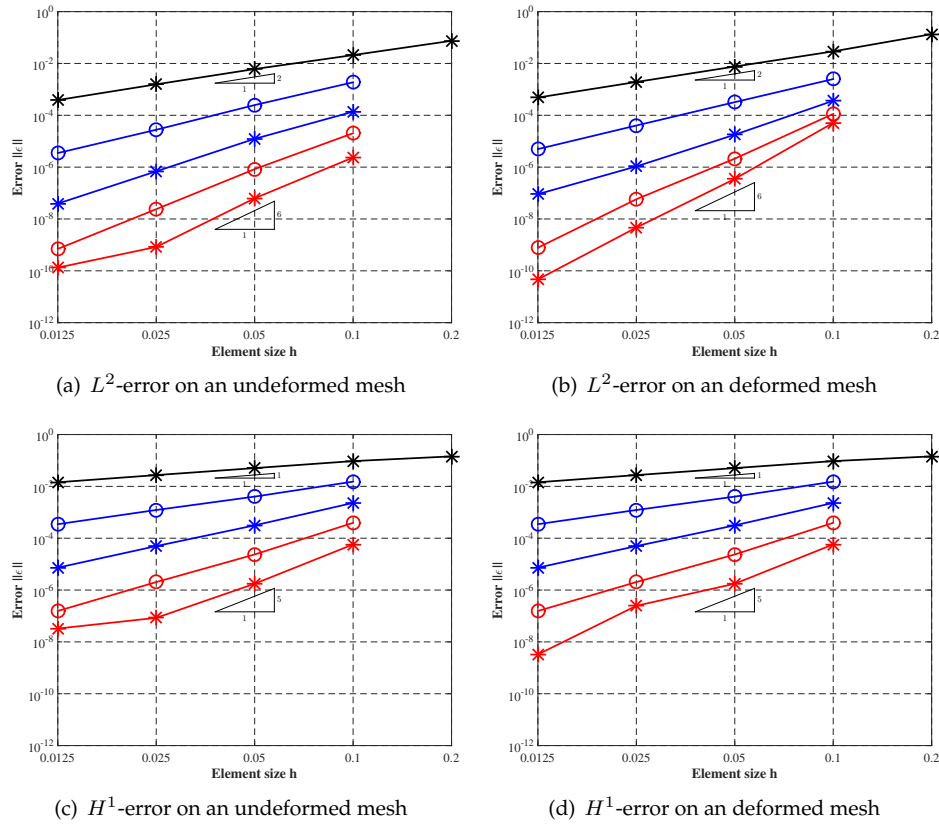 10^0
10^-2
10^-4
10^-6
10^-8
10^-10
10^-12
Error ||ϵ||
2
1
6
1
0.0125 0.025 0.05 0.1 0.2
Element size h
(a) L^2-error on an undeformed mesh
10^0
10^-2
10^-4
10^-6
10^-8
10^-10
10^-12
Error ||ϵ||
2
1
6
1
0.0125 0.025 0.05 0.1 0.2
Element size h
(b) L^2-error on an deformed mesh
10^0
10^-2
10^-4
10^-6
10^-8
10^-10
10^-12
Error ||ϵ||
1
1
5
1
0.0125 0.025 0.05 0.1 0.2
Element size h
(c) H^1-error on an undeformed mesh
10^0
10^-2
10^-4
10^-6
10^-8
10^-10
10^-12
Error ||ϵ||
1
1
5
1
0.0125 0.025 0.05 0.1 0.2
Element size h
(d) H^1-error on an deformed mesh